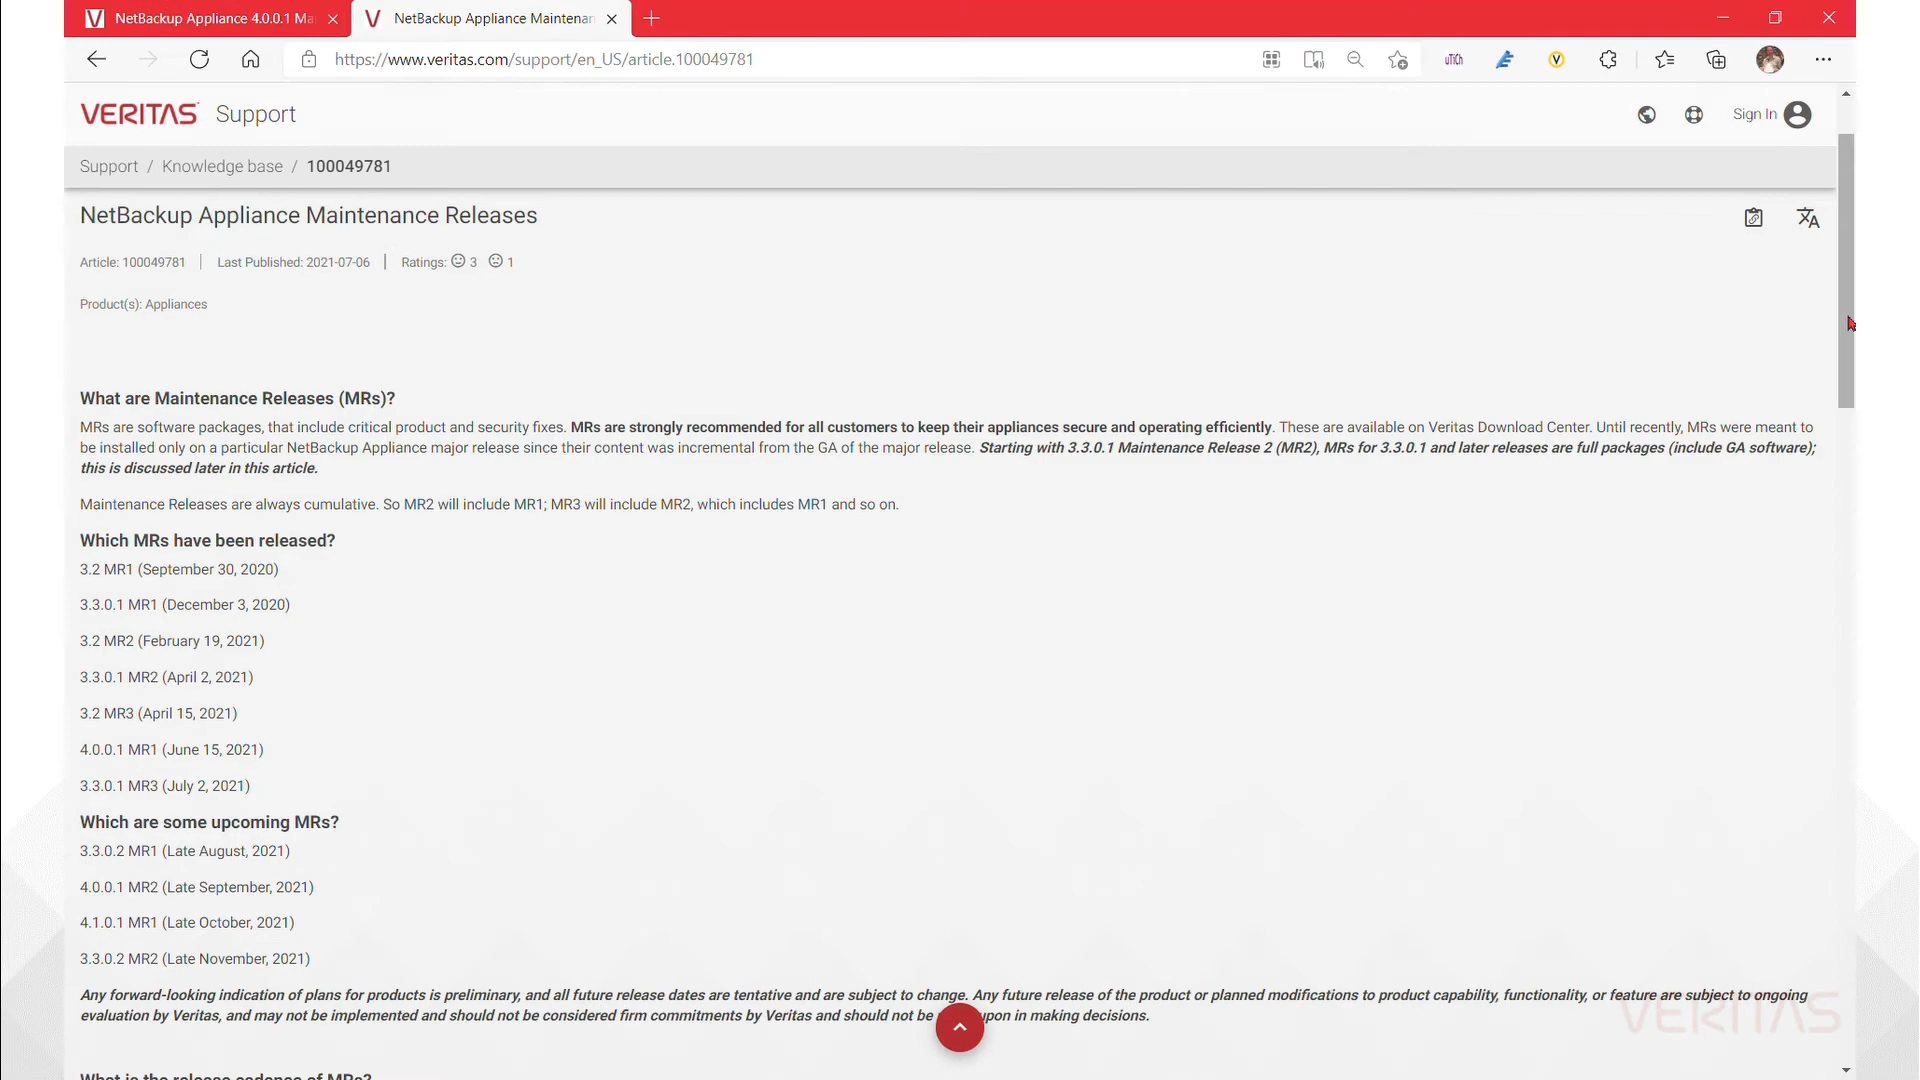 NetBackup Appliance 4.0.0.1 Ma
NetBackup Appliance Maintenan
https://www.veritas.com/support/en_US/article.100049781
uTICh
V
VERITAS Support
Sign In
Support / Knowledge base / 100049781
NetBackup Appliance Maintenance Releases
Article: 100049781 | Last Published: 2021-07-06 | Ratings: 3 1
Product(s): Appliances
What are Maintenance Releases (MRs)?
MRs are software packages, that include critical product and security fixes. MRs are strongly recommended for all customers to keep their appliances secure and operating efficiently. These are available on Veritas Download Center. Until recently, MRs were meant to
be installed only on a particular NetBackup Appliance major release since their content was incremental from the GA of the major release. Starting with 3.3.0.1 Maintenance Release 2 (MR2), MRs for 3.3.0.1 and later releases are full packages (include GA software);
this is discussed later in this article.
Maintenance Releases are always cumulative. So MR2 will include MR1; MR3 will include MR2, which includes MR1 and so on.
Which MRs have been released?
3.2 MR1 (September 30, 2020)
3.3.0.1 MR1 (December 3, 2020)
3.2 MR2 (February 19, 2021)
3.3.0.1 MR2 (April 2, 2021)
3.2 MR3 (April 15, 2021)
4.0.0.1 MR1 (June 15, 2021)
3.3.0.1 MR3 (July 2, 2021)
Which are some upcoming MRs?
3.3.0.2 MR1 (Late August, 2021)
4.0.0.1 MR2 (Late September, 2021)
4.1.0.1 MR1 (Late October, 2021)
3.3.0.2 MR2 (Late November, 2021)
Any forward-looking indication of plans for products is preliminary, and all future release dates are tentative and are subject to change. Any future release of the product or planned modifications to product capability, functionality, or feature are subject to ongoing
evaluation by Veritas, and may not be implemented and should not be considered firm commitments by Veritas and should not be upon in making decisions.
VERITAS
What is the release cadence of MRs?